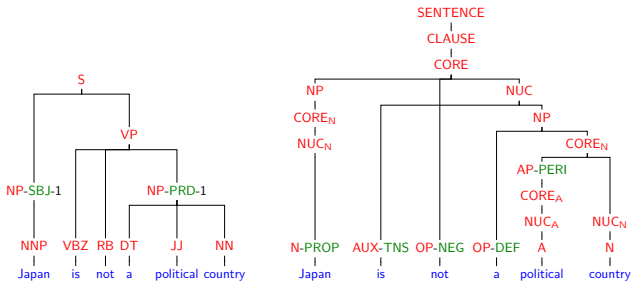 SENTENCE
CLAUSE
S CORE
NP NUC
VP CORE_N NP
NUC_N CORE_N
NP-SBJ-1 NP-PRD-1 AP-PERI
CORE_A
NUC_A NUC_N
NNP VBZ RB DT JJ NN N-PROP AUX-TNS OP-NEG OP-DEF A N
Japan is not a political country Japan is not a political country